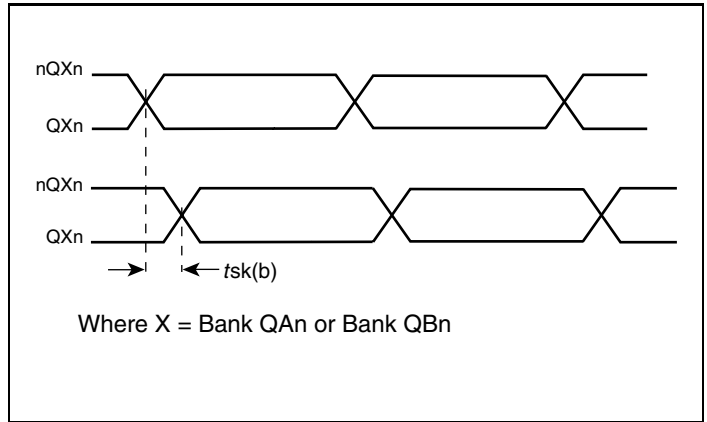 nQXn
QXn
nQXn
QXn
tsk(b)
Where X = Bank QAn or Bank QBn